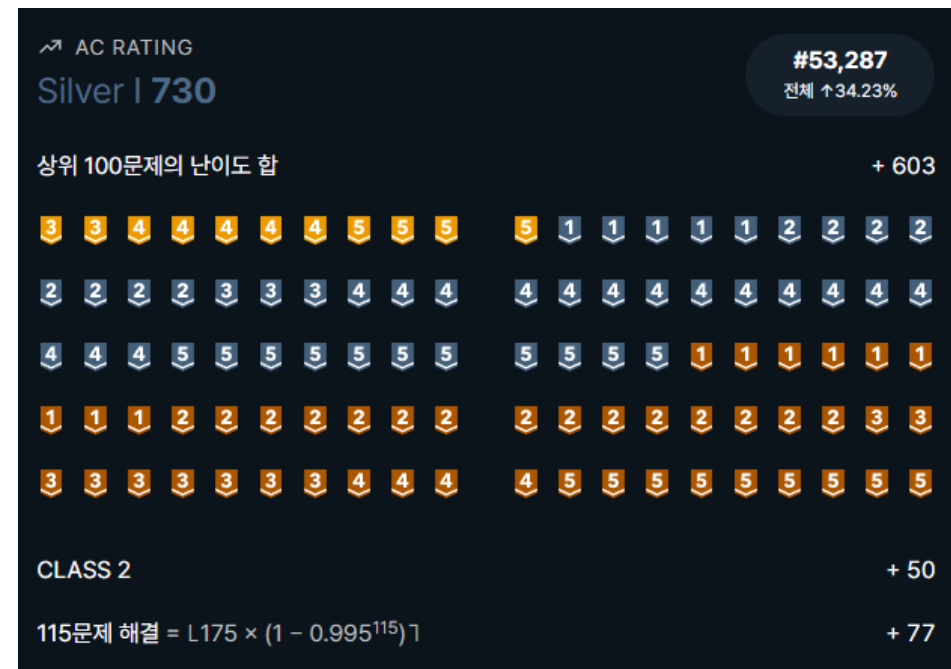 AC RATING
Silver I 730
#53,287
전체 ↑34.23%
상위 100문제의 난이도 합 + 603
3 3 4 4 4 4 4 5 5 5 5 1 1 1 1 1 2 2 2 2
2 2 2 2 3 3 3 4 4 4 4 4 4 4 4 4 4 4 4 4
4 4 4 5 5 5 5 5 5 5 5 5 5 5 1 1 1 1 1 1
1 1 1 2 2 2 2 2 2 2 2 2 2 2 2 2 2 2 3 3
3 3 3 3 3 3 3 4 4 4 4 5 5 5 5 5 5 5 5 5
CLASS 2 + 50
115문제 해결 = ㄴ175 × (1 − 0.995¹¹⁵)ㄱ + 77